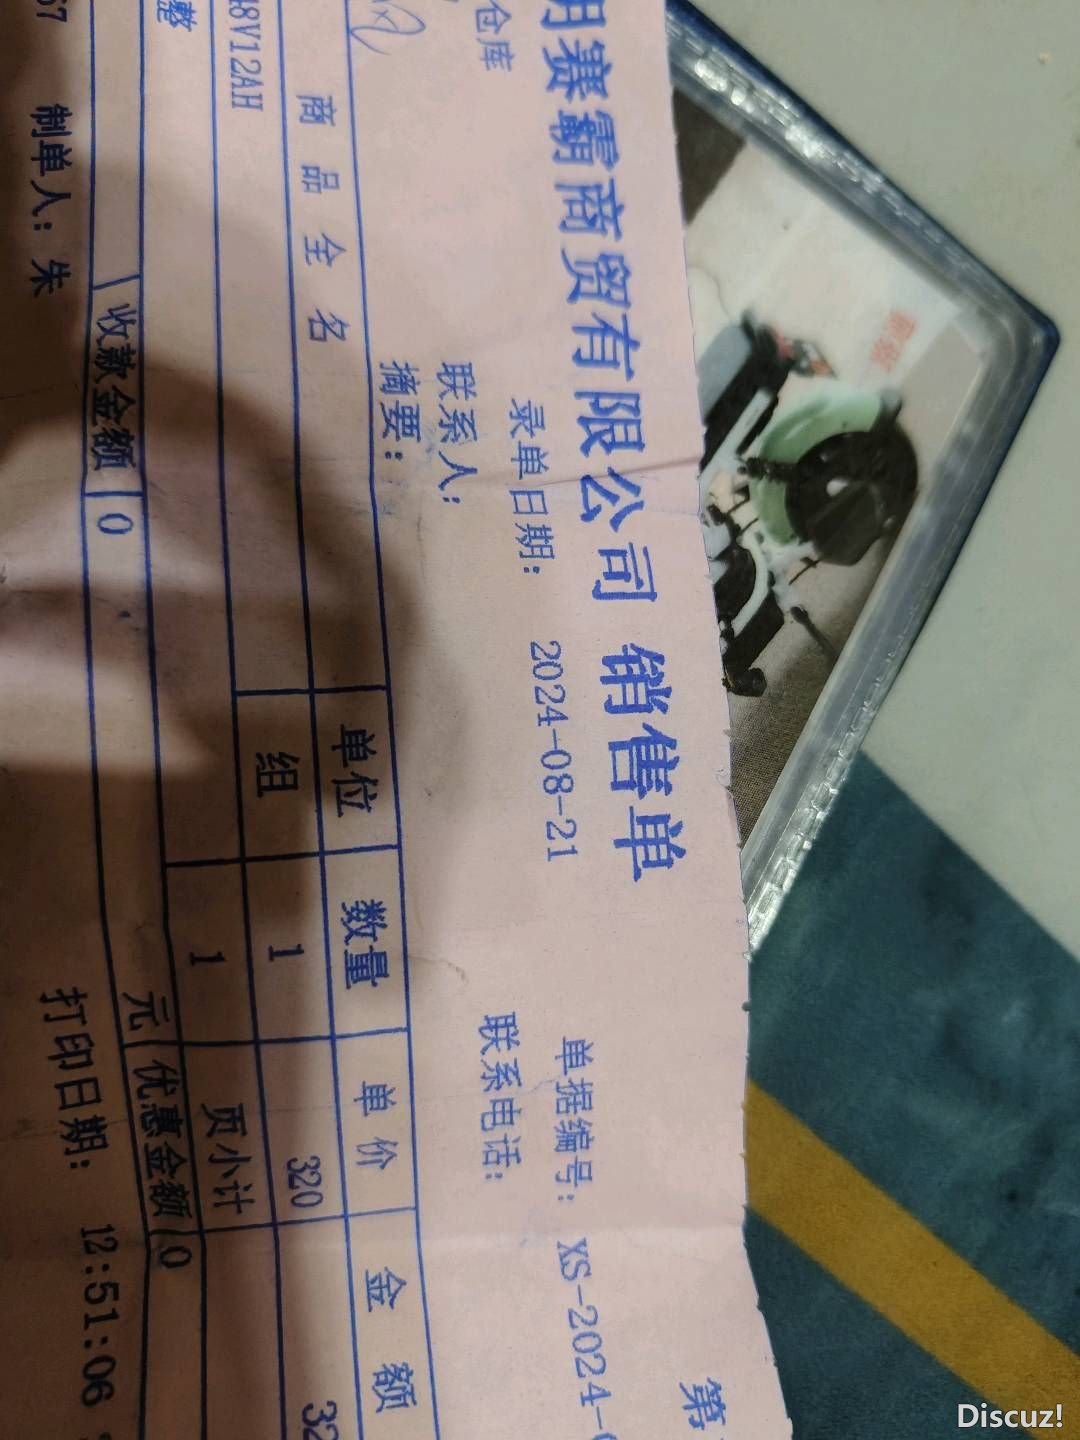 明赛霸商贸有限公司 销售单
第
仓库
录单日期： 2024-08-21
单据编号： XS-2024-
联系人：
联系电话：
摘要：
商品全名 单位 数量 单价 金额
48V12AH 组 1 320 32
1 页小计
整 元 优惠金额 0
收款金额 0
67 制单人：朱 打印日期： 12:51:06
Discuz!